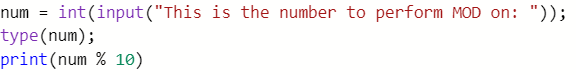 num = int(input("This is the number to perform MOD on: "));
type(num);
print(num % 10)